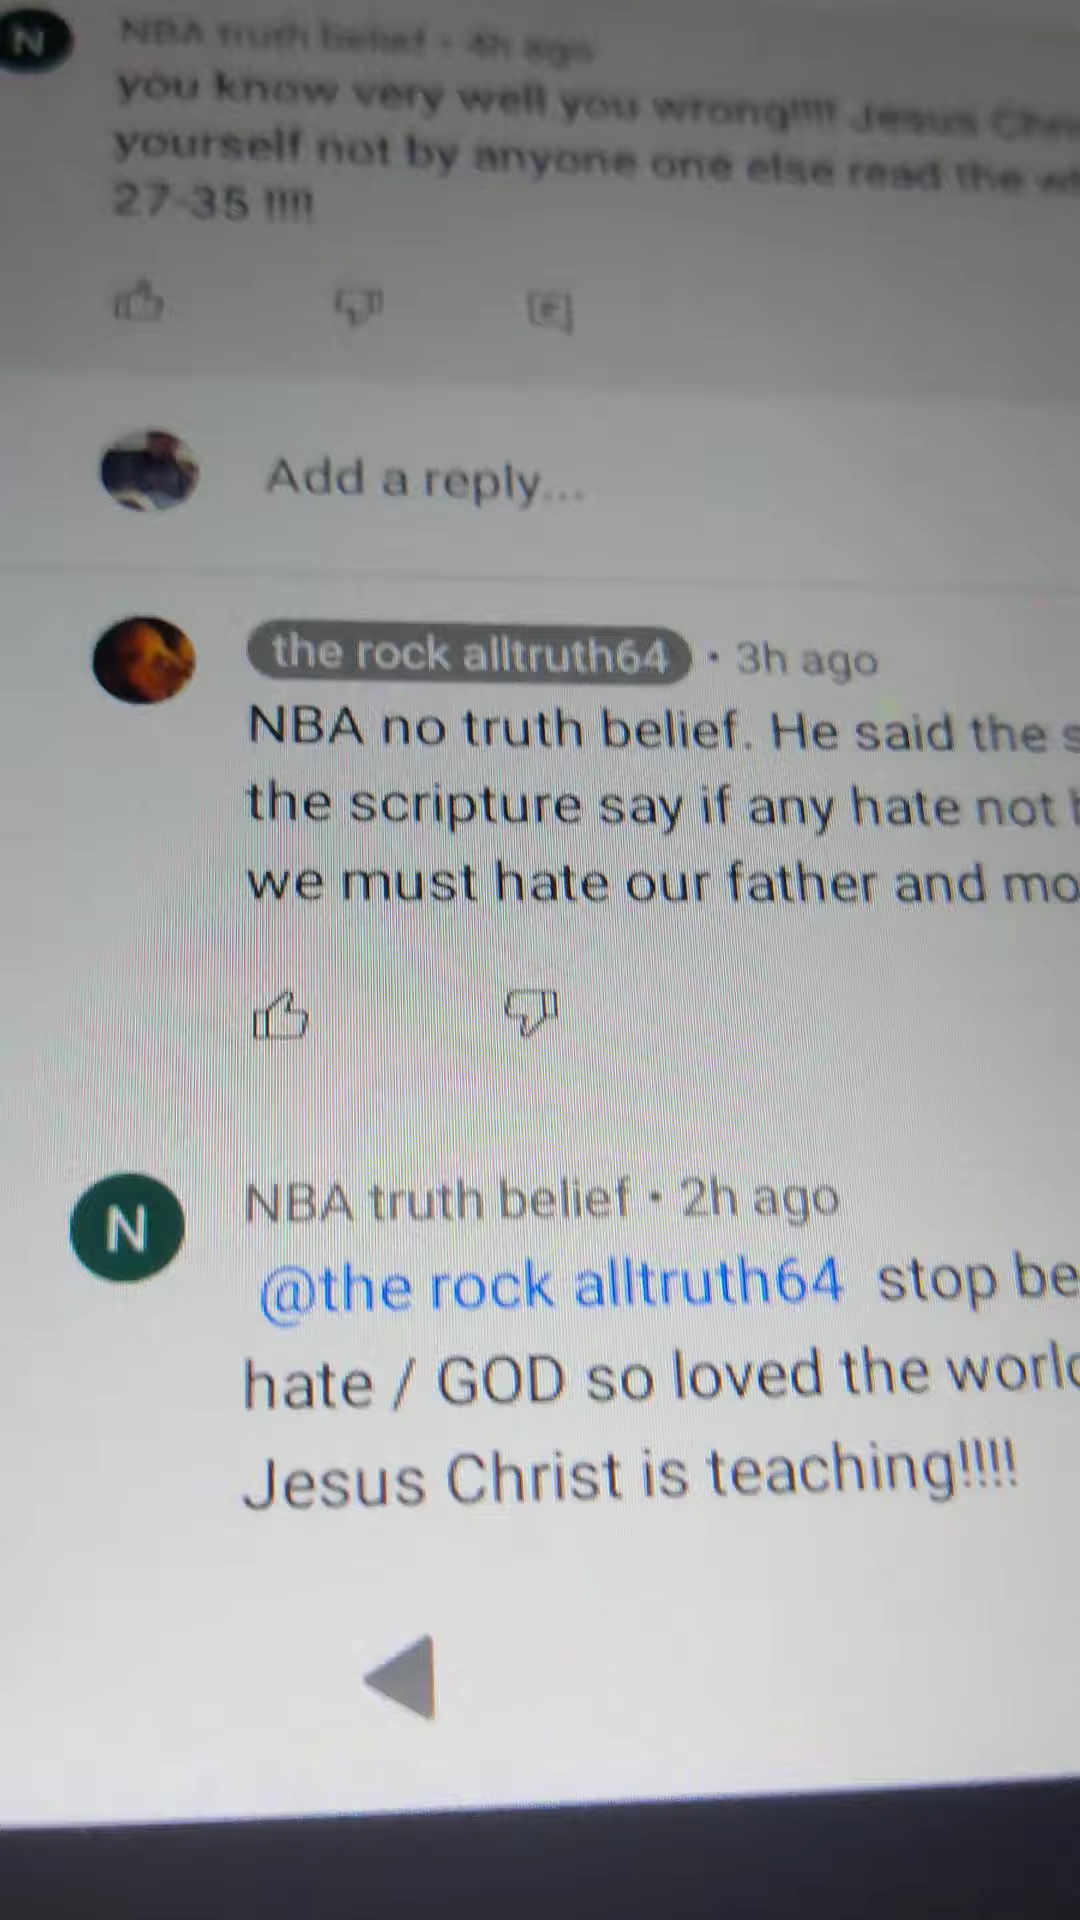 N
NBA truth belief • 4h ago
you know very well you wrong!!!! Jesus
yourself not by anyone one else read the
27-35 !!!!
Add a reply...
the rock alltruth64 • 3h ago
NBA no truth belief. He said the
the scripture say if any hate not
we must hate our father and
N
NBA truth belief • 2h ago
@the rock alltruth64 stop
hate / GOD so loved the
Jesus Christ is teaching!!!!